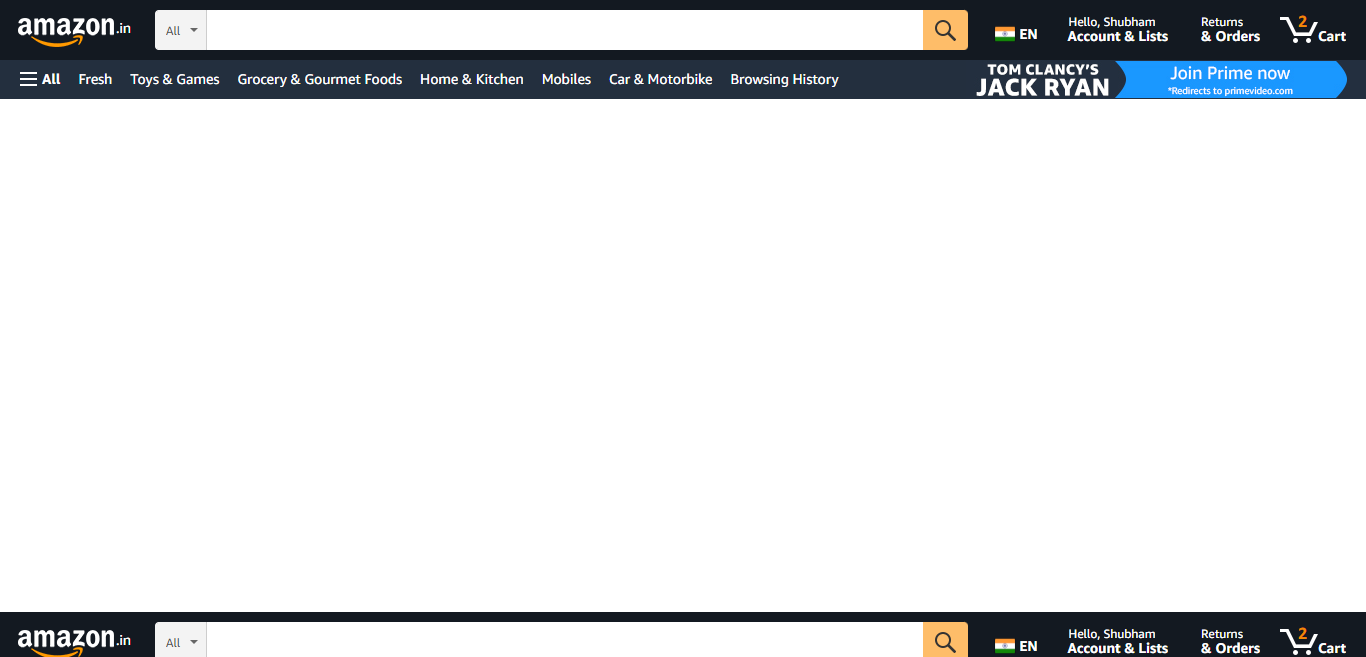 amazon.in All EN Hello, Shubham Account & Lists Returns & Orders 2 Cart
All Fresh Toys & Games Grocery & Gourmet Foods Home & Kitchen Mobiles Car & Motorbike Browsing History TOM CLANCY'S JACK RYAN Join Prime now *Redirects to primevideo.com
amazon.in All EN Hello, Shubham Account & Lists Returns & Orders 2 Cart